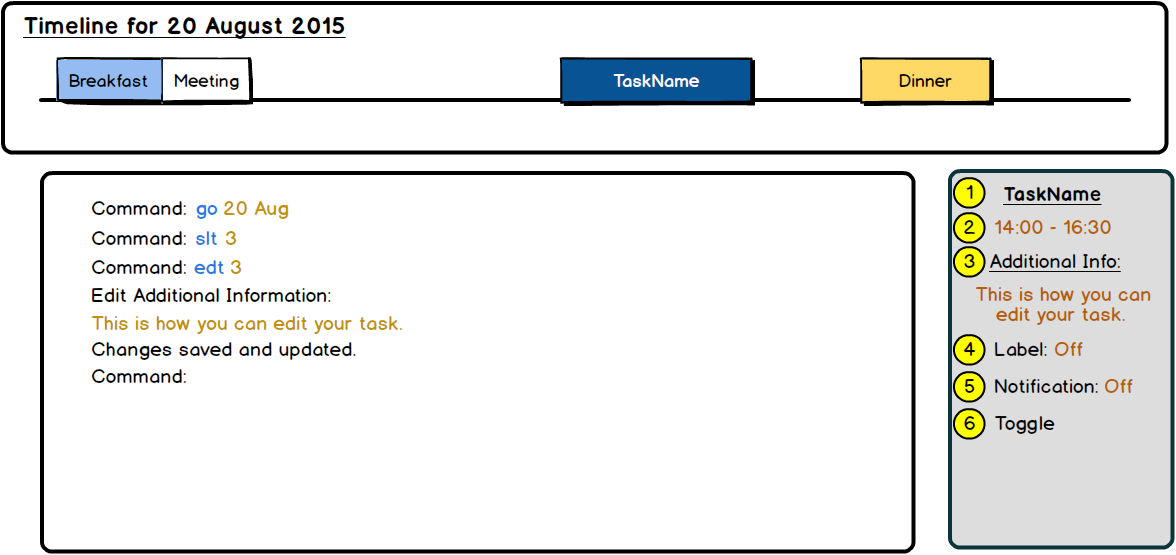 Timeline for 20 August 2015
Breakfast Meeting TaskName Dinner
Command: go 20 Aug
Command: slt 3
Command: edt 3
Edit Additional Information:
This is how you can edit your task.
Changes saved and updated.
Command:
1 TaskName
2 14:00 - 16:30
3 Additional Info:
This is how you can
edit your task.
4 Label: Off
5 Notification: Off
6 Toggle